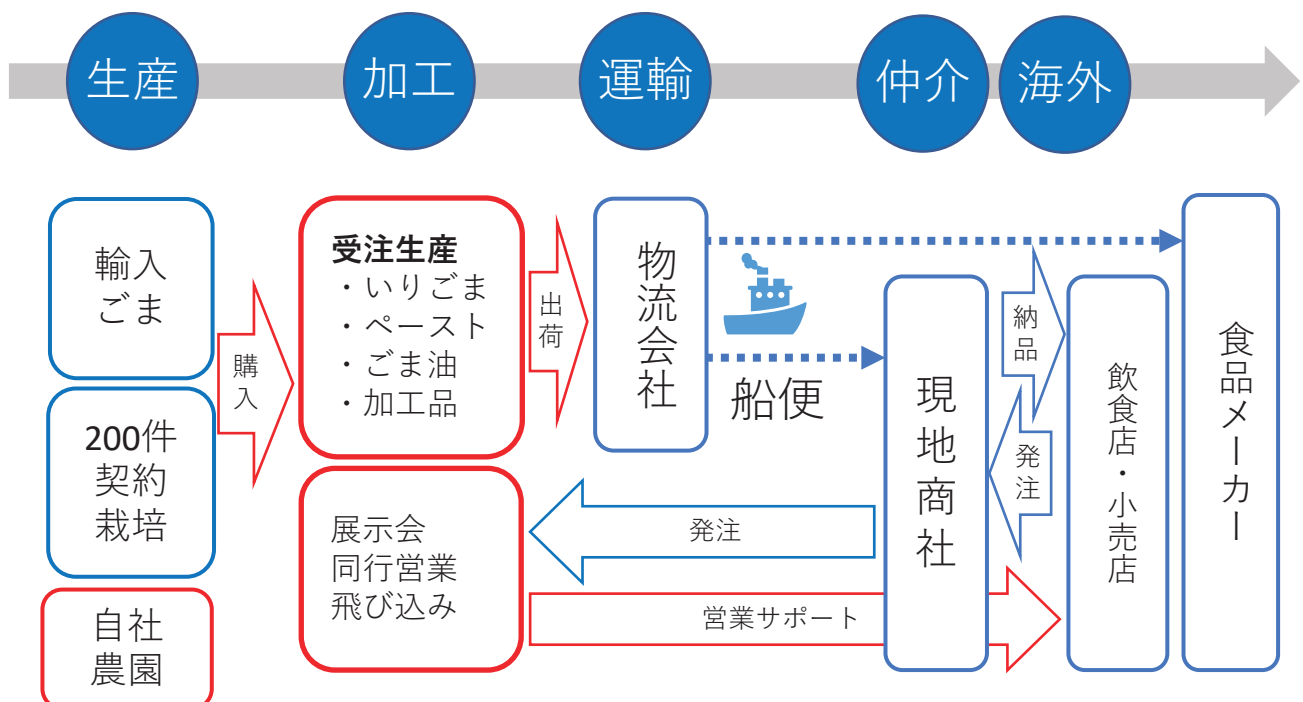 生産
加工
運輸
仲介
海外
輸入
ごま
200件
契約
栽培
自社
農園
購入
受注生産
・いりごま
・ペースト
・ごま油
・加工品
展示会
同行営業
飛び込み
出荷
物流会社
船便
発注
営業サポート
現地商社
納品
発注
飲食店・小売店
食品メーカー